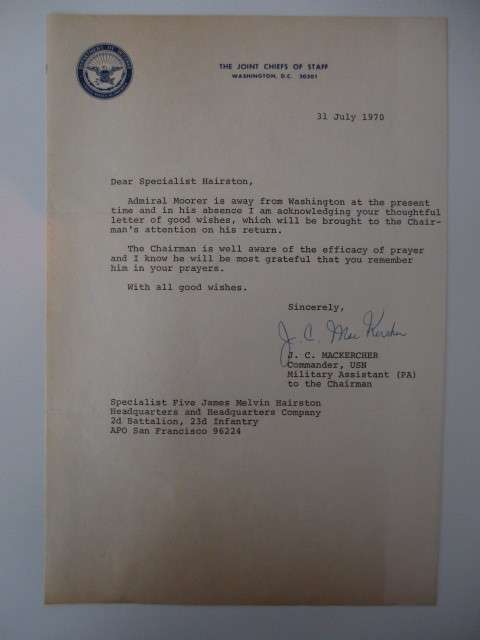 THE JOINT CHIEFS OF STAFF
WASHINGTON, D.C. 20301
31 July 1970
Dear Specialist Hairston,
Admiral Moorer is away from Washington at the present
time and in his absence I am acknowledging your thoughtful
letter of good wishes, which will be brought to the Chair-
man's attention on his return.
The Chairman is well aware of the efficacy of prayer
and I know he will be most grateful that you remember
him in your prayers.
With all good wishes.
Sincerely,
J. C. MacKercher
J. C. MACKERCHER
Commander, USN
Military Assistant (PA)
to the Chairman
Specialist Five James Melvin Hairston
Headquarters and Headquarters Company
2d Battalion, 23d Infantry
APO San Francisco 96224